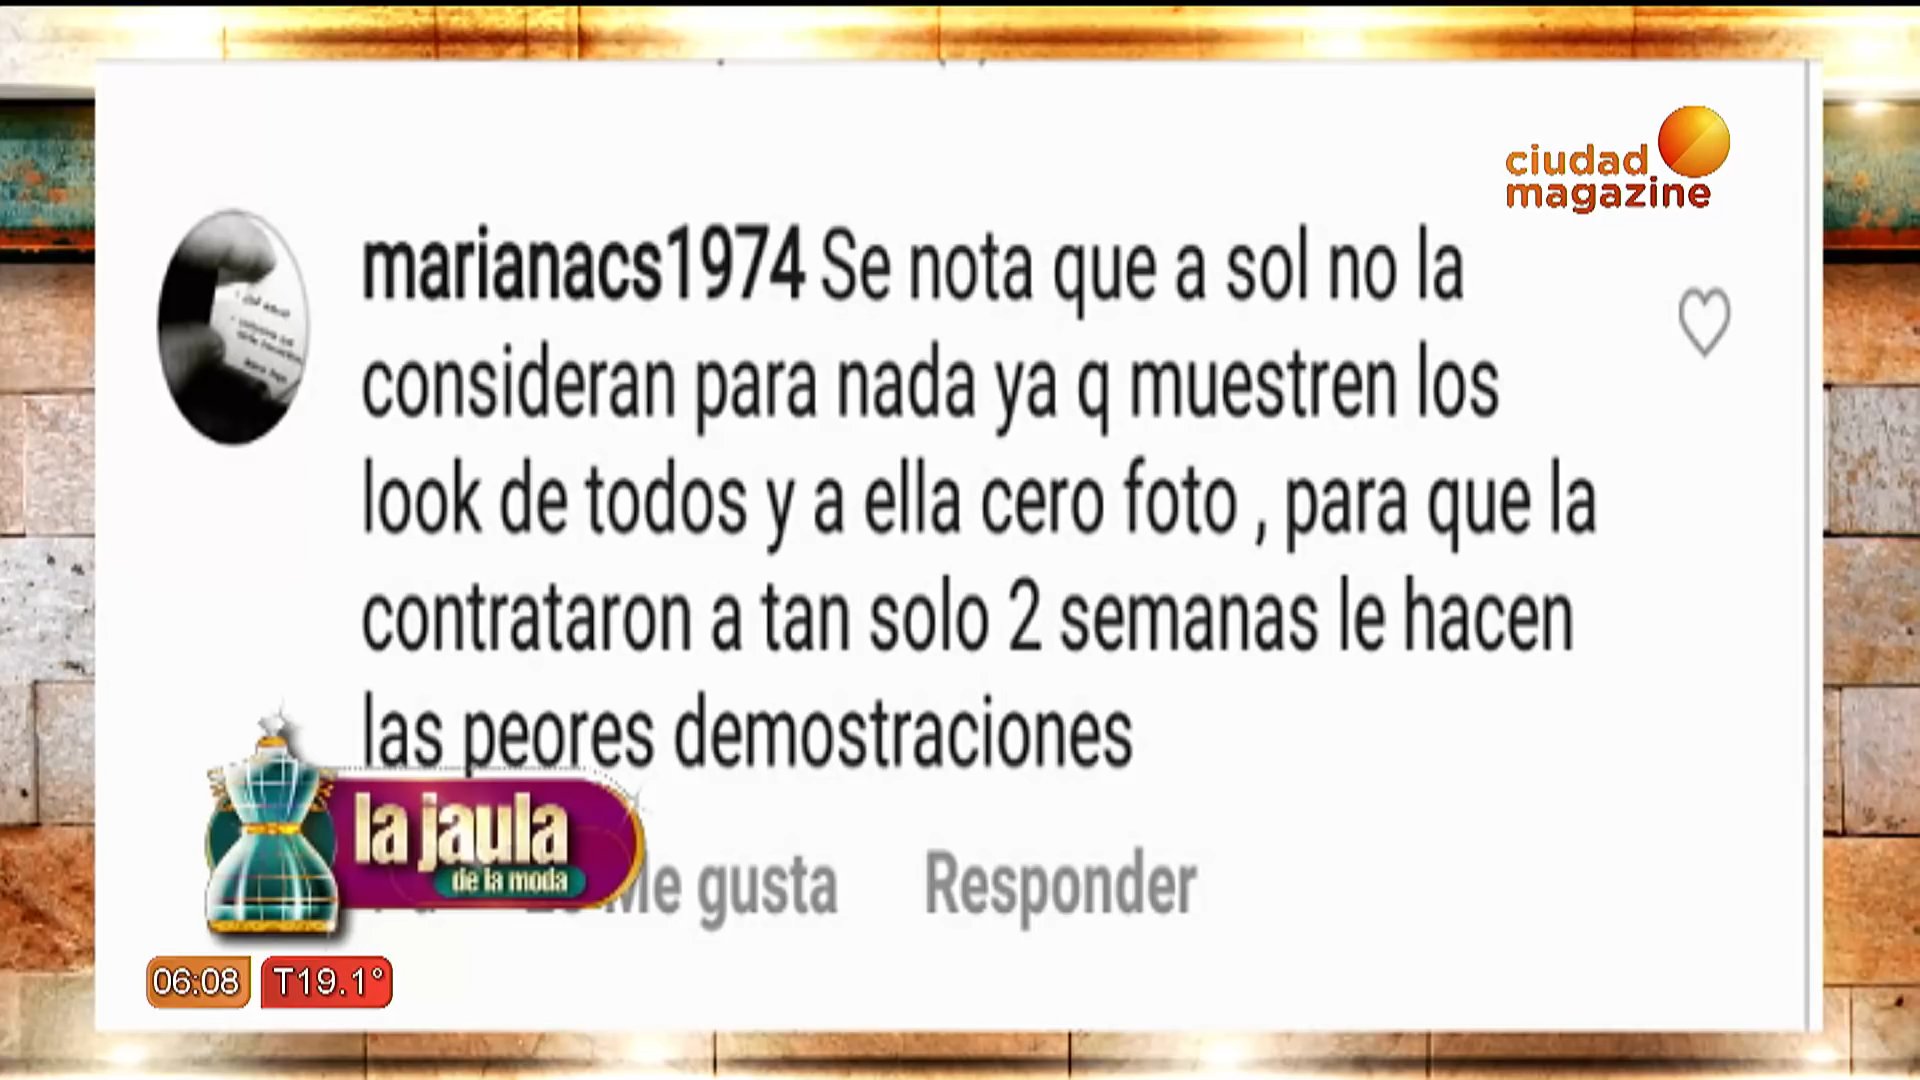 ciudad
magazine
marianacs1974 Se nota que a sol no la
consideran para nada ya q muestren los
look de todos y a ella cero foto , para que la
contrataron a tan solo 2 semanas le hacen
las peores demostraciones
la jaula
de la moda
Me gusta Responder
06:08 T19.1°